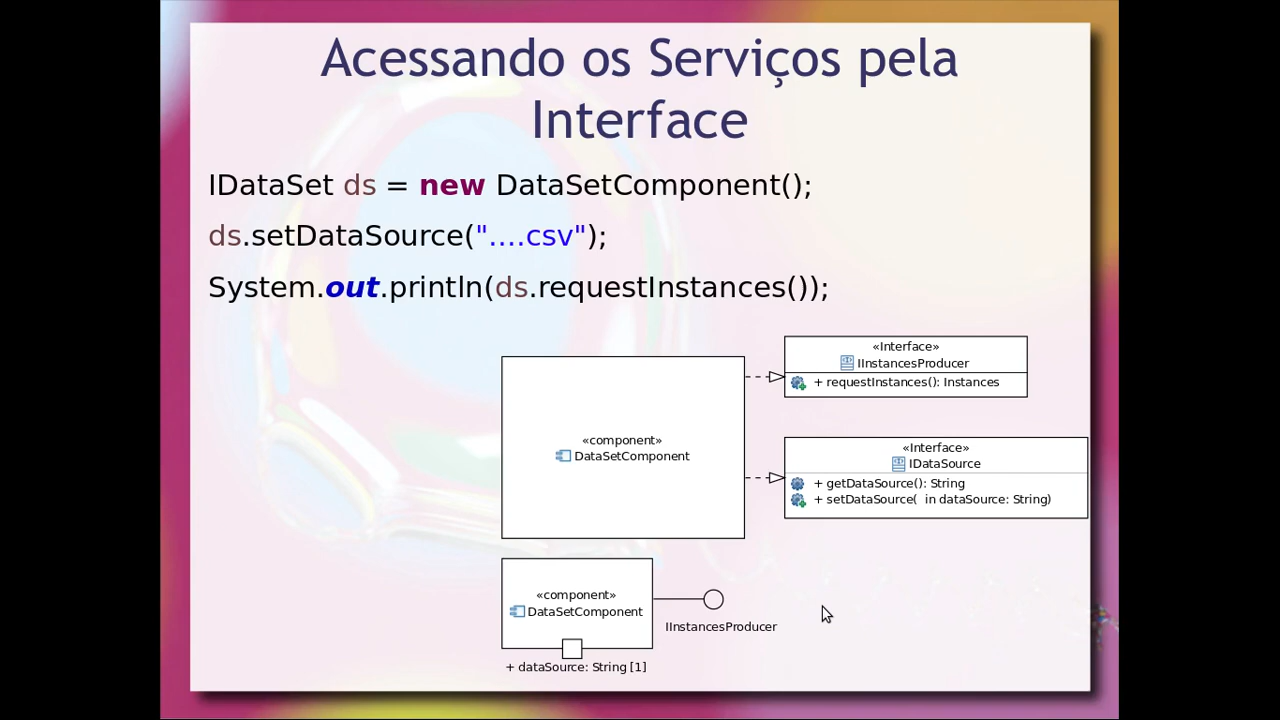 Acessando os Serviços pela
Interface
IDataSet ds = new DataSetComponent();
ds.setDataSource("....csv");
System.out.println(ds.requestInstances());
«Interface»
IInstancesProducer
+ requestInstances(): Instances
«component»
DataSetComponent
«Interface»
IDataSource
+ getDataSource(): String
+ setDataSource(  in dataSource: String)
«component»
DataSetComponent
IInstancesProducer
+ dataSource: String [1]